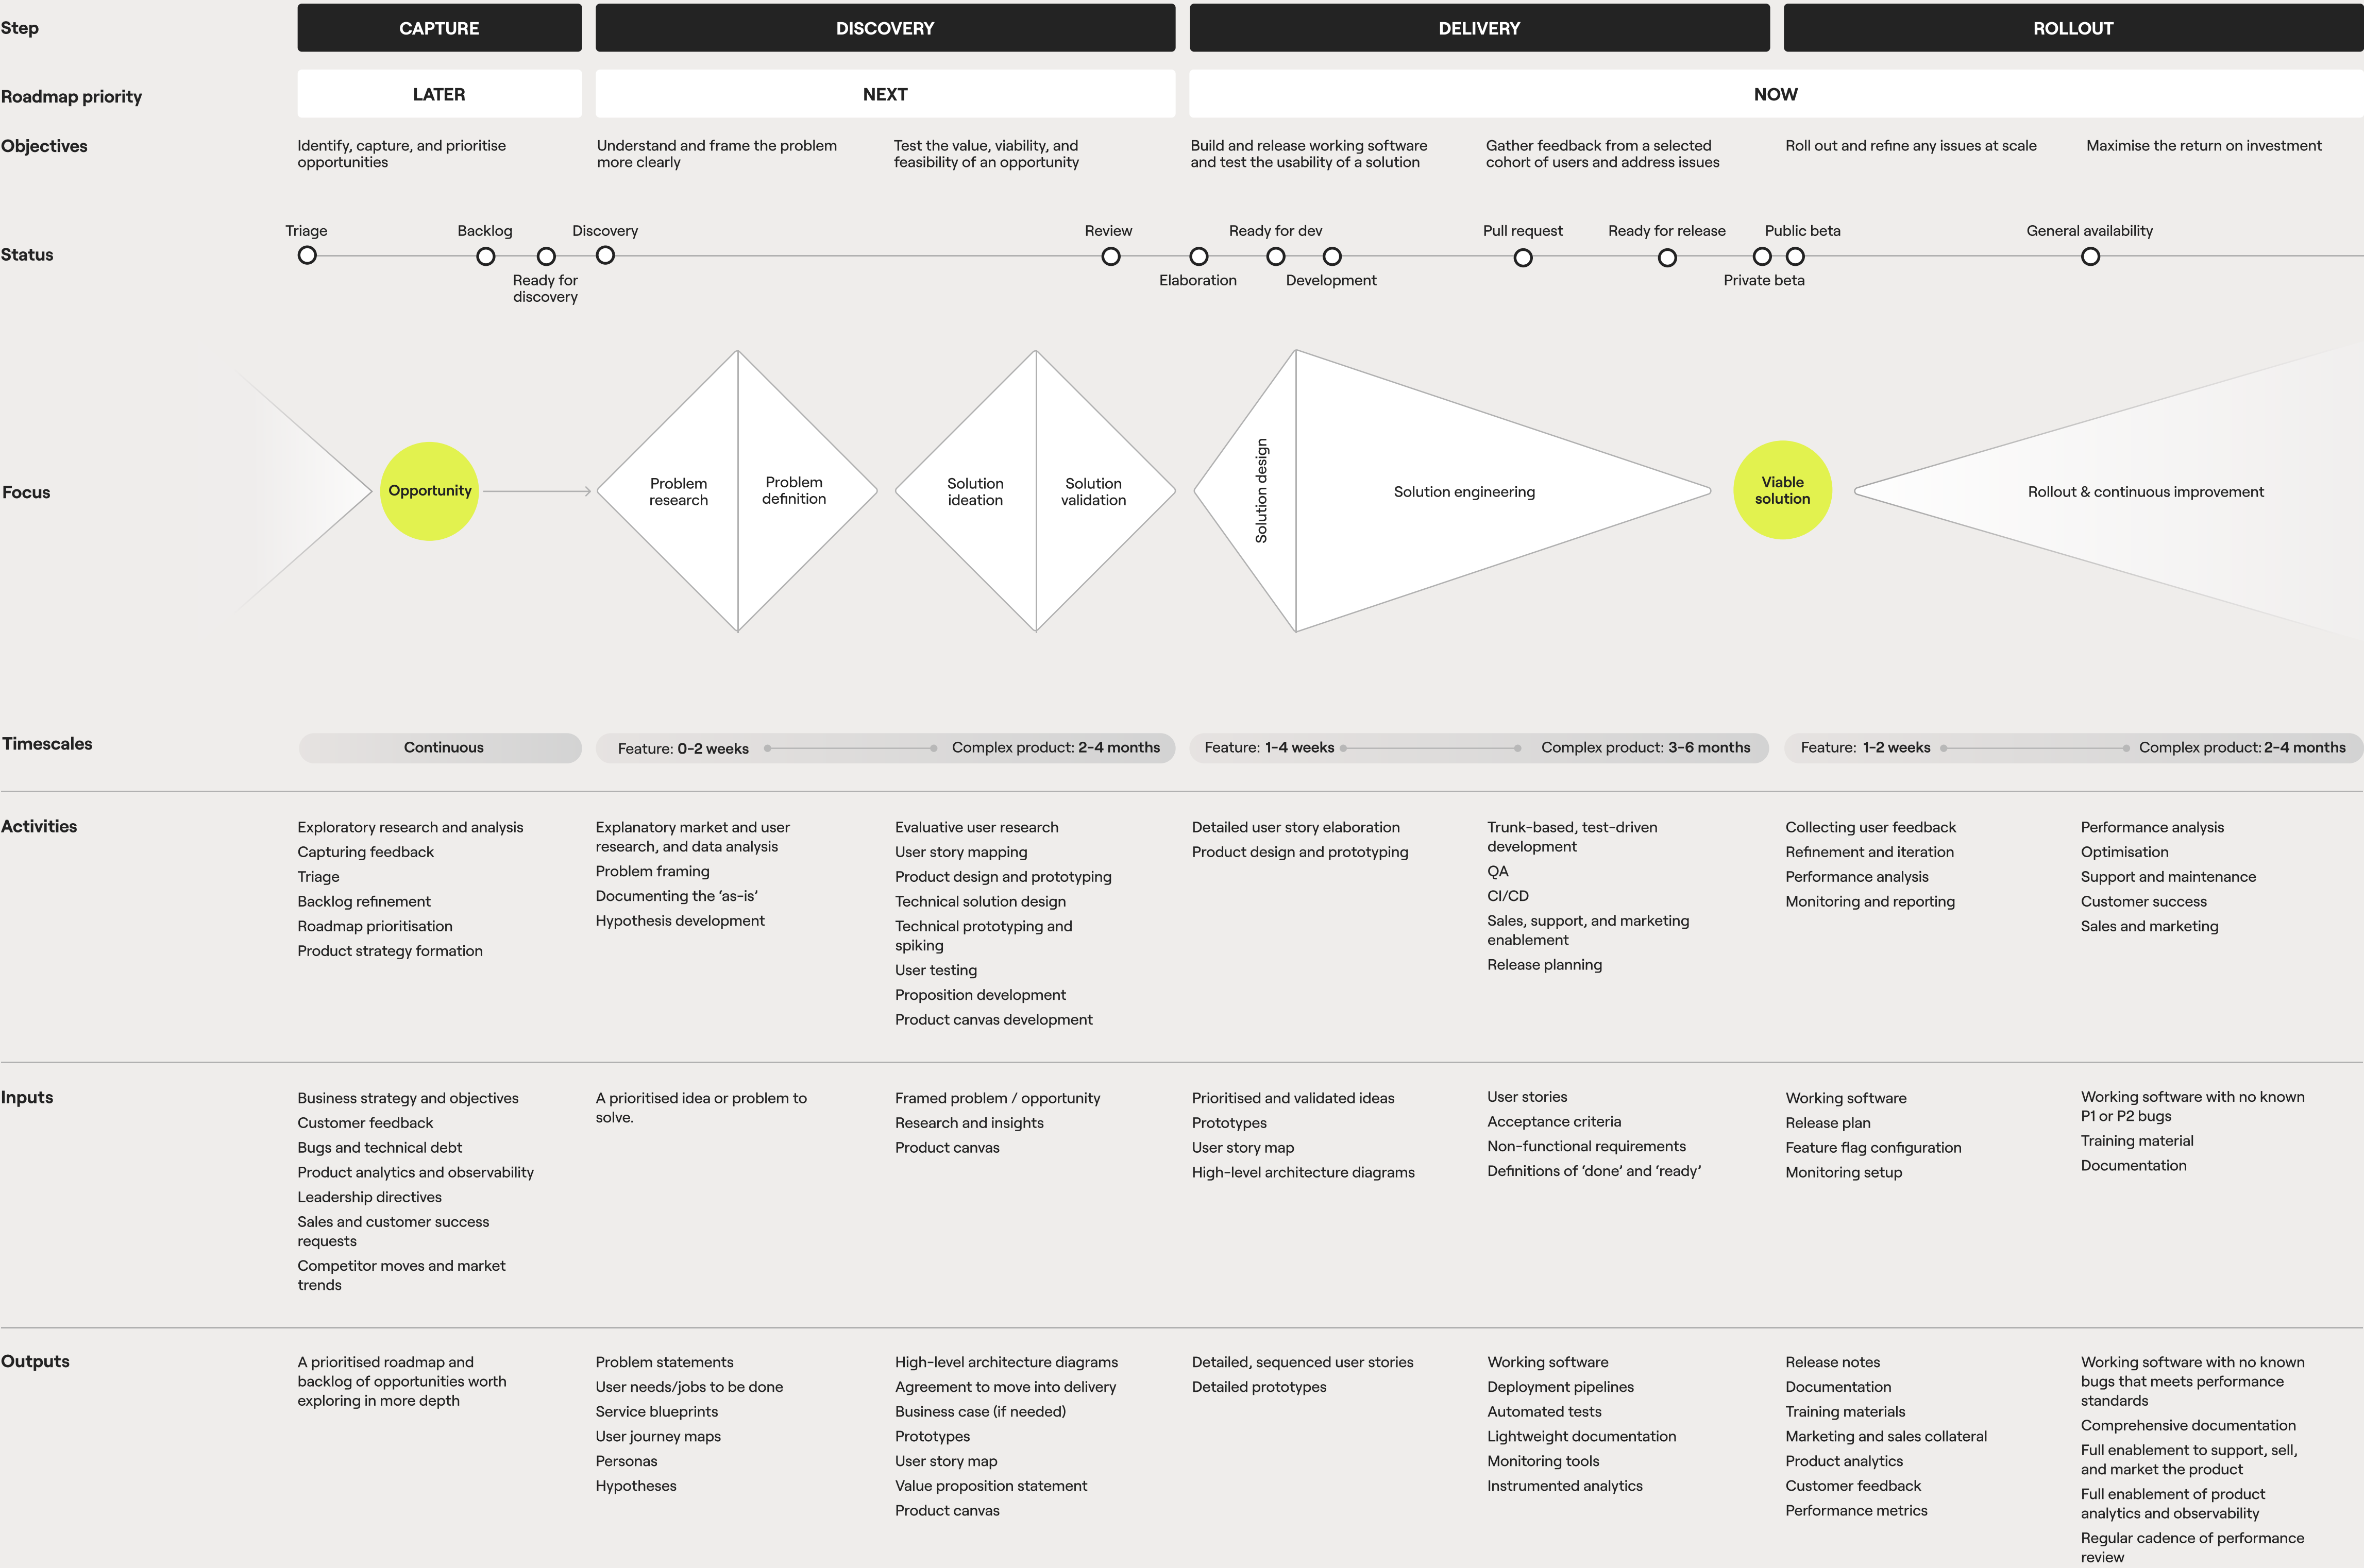 Step
CAPTURE
DISCOVERY
DELIVERY
ROLLOUT
Roadmap priority
LATER
NEXT
NOW
Objectives
Identify, capture, and prioritise
opportunities
Understand and frame the problem
more clearly
Test the value, viability, and
feasibility of an opportunity
Build and release working software
and test the usability of a solution
Gather feedback from a selected
cohort of users and address issues
Roll out and refine any issues at scale
Maximise the return on investment
Status
Triage
Backlog
Ready for
discovery
Discovery
Review
Elaboration
Ready for dev
Development
Pull request
Ready for release
Private beta
Public beta
General availability
Focus
Opportunity
Problem
research
Problem
definition
Solution
ideation
Solution
validation
Solution design
Solution engineering
Viable
solution
Rollout & continuous improvement
Timescales
Continuous
Feature: 0-2 weeks
Complex product: 2-4 months
Feature: 1-4 weeks
Complex product: 3-6 months
Feature: 1-2 weeks
Complex product: 2-4 months
Activities
Exploratory research and analysis
Capturing feedback
Triage
Backlog refinement
Roadmap prioritisation
Product strategy formation
Explanatory market and user
research, and data analysis
Problem framing
Documenting the ‘as-is’
Hypothesis development
Evaluative user research
User story mapping
Product design and prototyping
Technical solution design
Technical prototyping and
spiking
User testing
Proposition development
Product canvas development
Detailed user story elaboration
Product design and prototyping
Trunk-based, test-driven
development
QA
CI/CD
Sales, support, and marketing
enablement
Release planning
Collecting user feedback
Refinement and iteration
Performance analysis
Monitoring and reporting
Performance analysis
Optimisation
Support and maintenance
Customer success
Sales and marketing
Inputs
Business strategy and objectives
Customer feedback
Bugs and technical debt
Product analytics and observability
Leadership directives
Sales and customer success
requests
Competitor moves and market
trends
A prioritised idea or problem to
solve.
Framed problem / opportunity
Research and insights
Product canvas
Prioritised and validated ideas
Prototypes
User story map
High-level architecture diagrams
User stories
Acceptance criteria
Non-functional requirements
Definitions of ‘done’ and ‘ready’
Working software
Release plan
Feature flag configuration
Monitoring setup
Working software with no known
P1 or P2 bugs
Training material
Documentation
Outputs
A prioritised roadmap and
backlog of opportunities worth
exploring in more depth
Problem statements
User needs/jobs to be done
Service blueprints
User journey maps
Personas
Hypotheses
High-level architecture diagrams
Agreement to move into delivery
Business case (if needed)
Prototypes
User story map
Value proposition statement
Product canvas
Detailed, sequenced user stories
Detailed prototypes
Working software
Deployment pipelines
Automated tests
Lightweight documentation
Monitoring tools
Instrumented analytics
Release notes
Documentation
Training materials
Marketing and sales collateral
Product analytics
Customer feedback
Performance metrics
Working software with no known
bugs that meets performance
standards
Comprehensive documentation
Full enablement to support, sell,
and market the product
Full enablement of product
analytics and observability
Regular cadence of performance
review